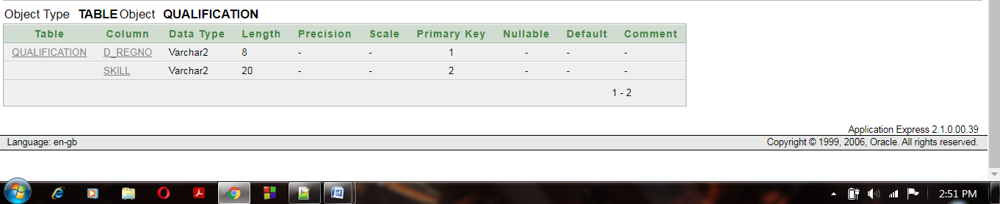 Object Type TABLE Object QUALIFICATION
Table Column Data Type Length Precision Scale Primary Key Nullable Default Comment
QUALIFICATION D_REGNO Varchar2 8 - - 1 - - -
SKILL Varchar2 20 - - 2 - - -
1 - 2
Application Express 2.1.0.00.39
Language: en-gb Copyright © 1999, 2006, Oracle. All rights reserved.
2:51 PM